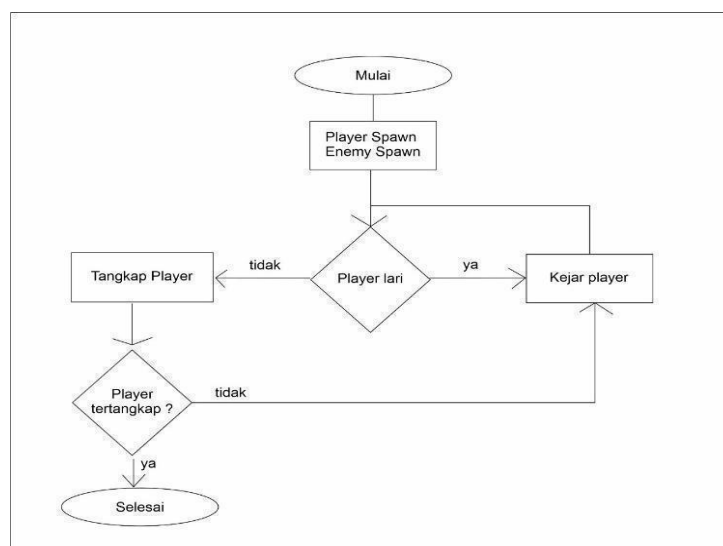 Mulai
Player Spawn
Enemy Spawn
Player lari
ya
Kejar player
tidak
Tangkap Player
Player
tertangkap ?
tidak
ya
Selesai